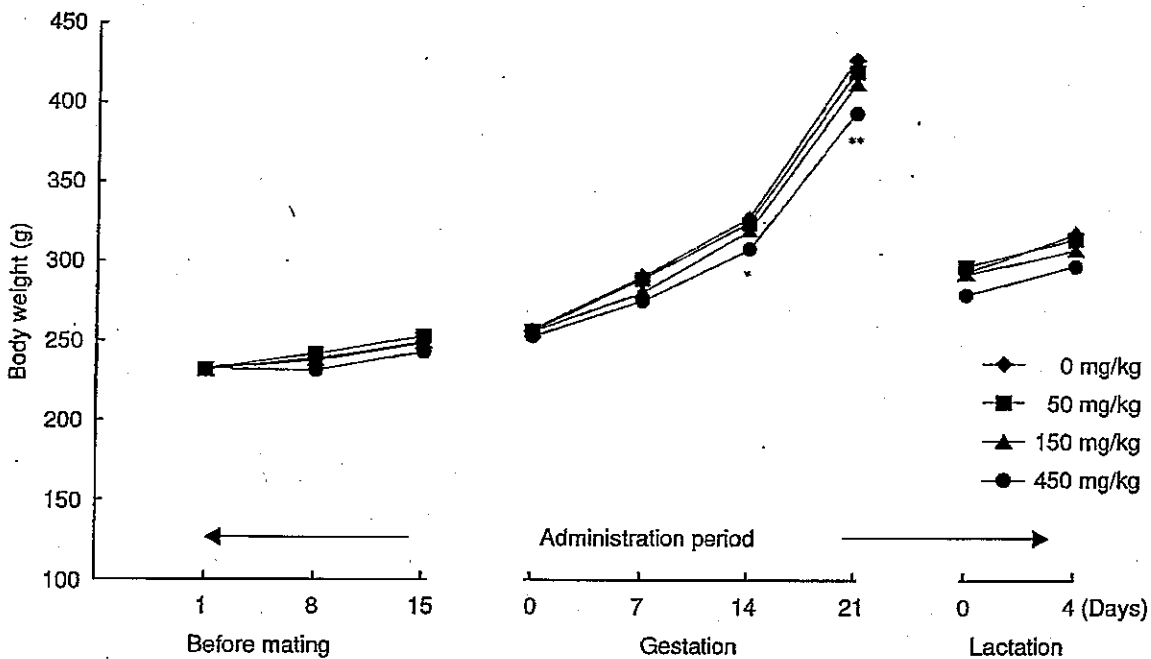 450
400
350
300
250
200
150
100
Body weight (g)
**
*
0 mg/kg
50 mg/kg
150 mg/kg
450 mg/kg
Administration period
1 8 15 0 7 14 21 0 4 (Days)
Before mating Gestation Lactation